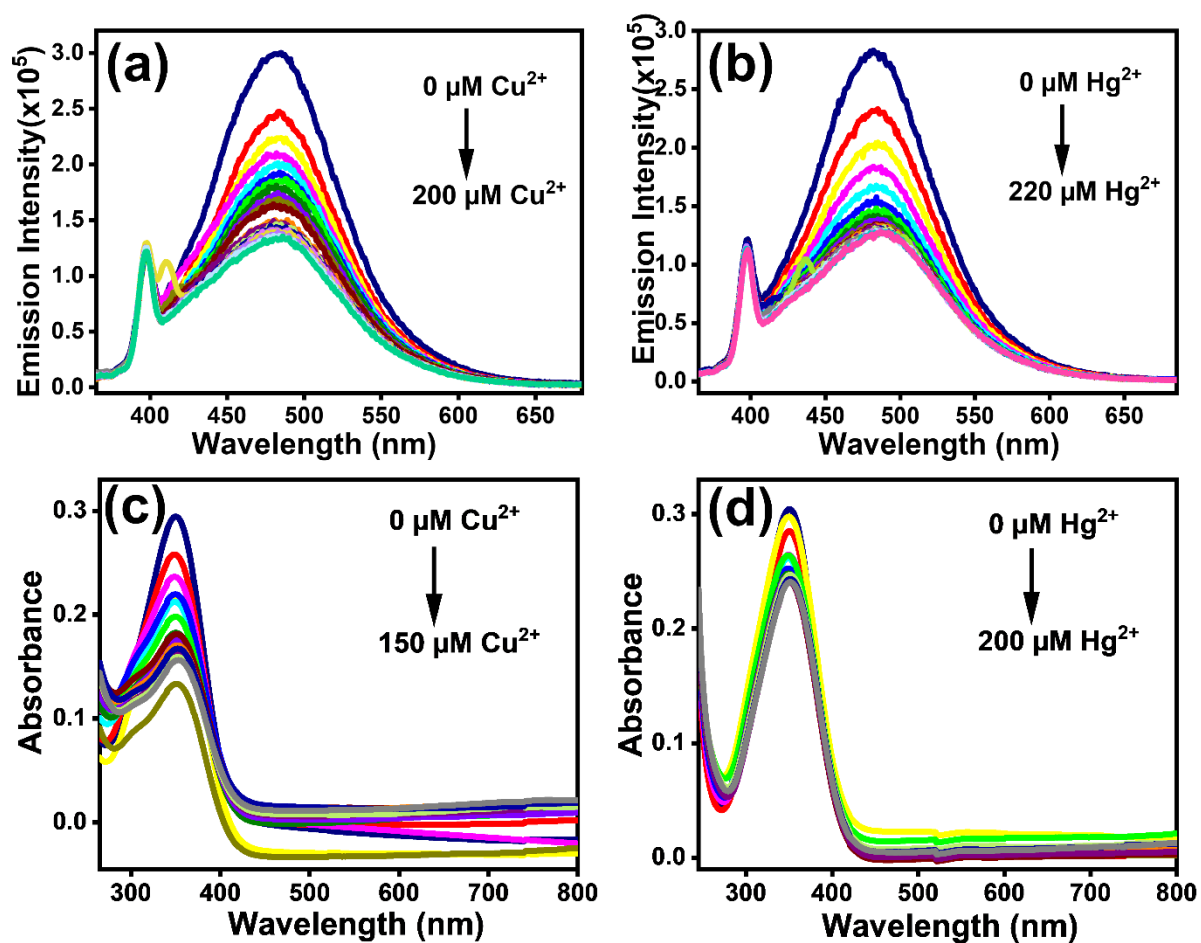 (a)
0 µM Cu²⁺
200 µM Cu²⁺
Emission Intensity(x10⁵)
3.0
2.5
2.0
1.5
1.0
0.5
0.0
400 450 500 550 600 650
Wavelength (nm)
(b)
0 µM Hg²⁺
220 µM Hg²⁺
Emission Intensity(x10⁵)
3.0
2.5
2.0
1.5
1.0
0.5
0.0
400 450 500 550 600 650
Wavelength (nm)
(c)
0 µM Cu²⁺
150 µM Cu²⁺
Absorbance
0.3
0.2
0.1
0.0
300 400 500 600 700 800
Wavelength (nm)
(d)
0 µM Hg²⁺
200 µM Hg²⁺
Absorbance
0.3
0.2
0.1
0.0
300 400 500 600 700 800
Wavelength (nm)